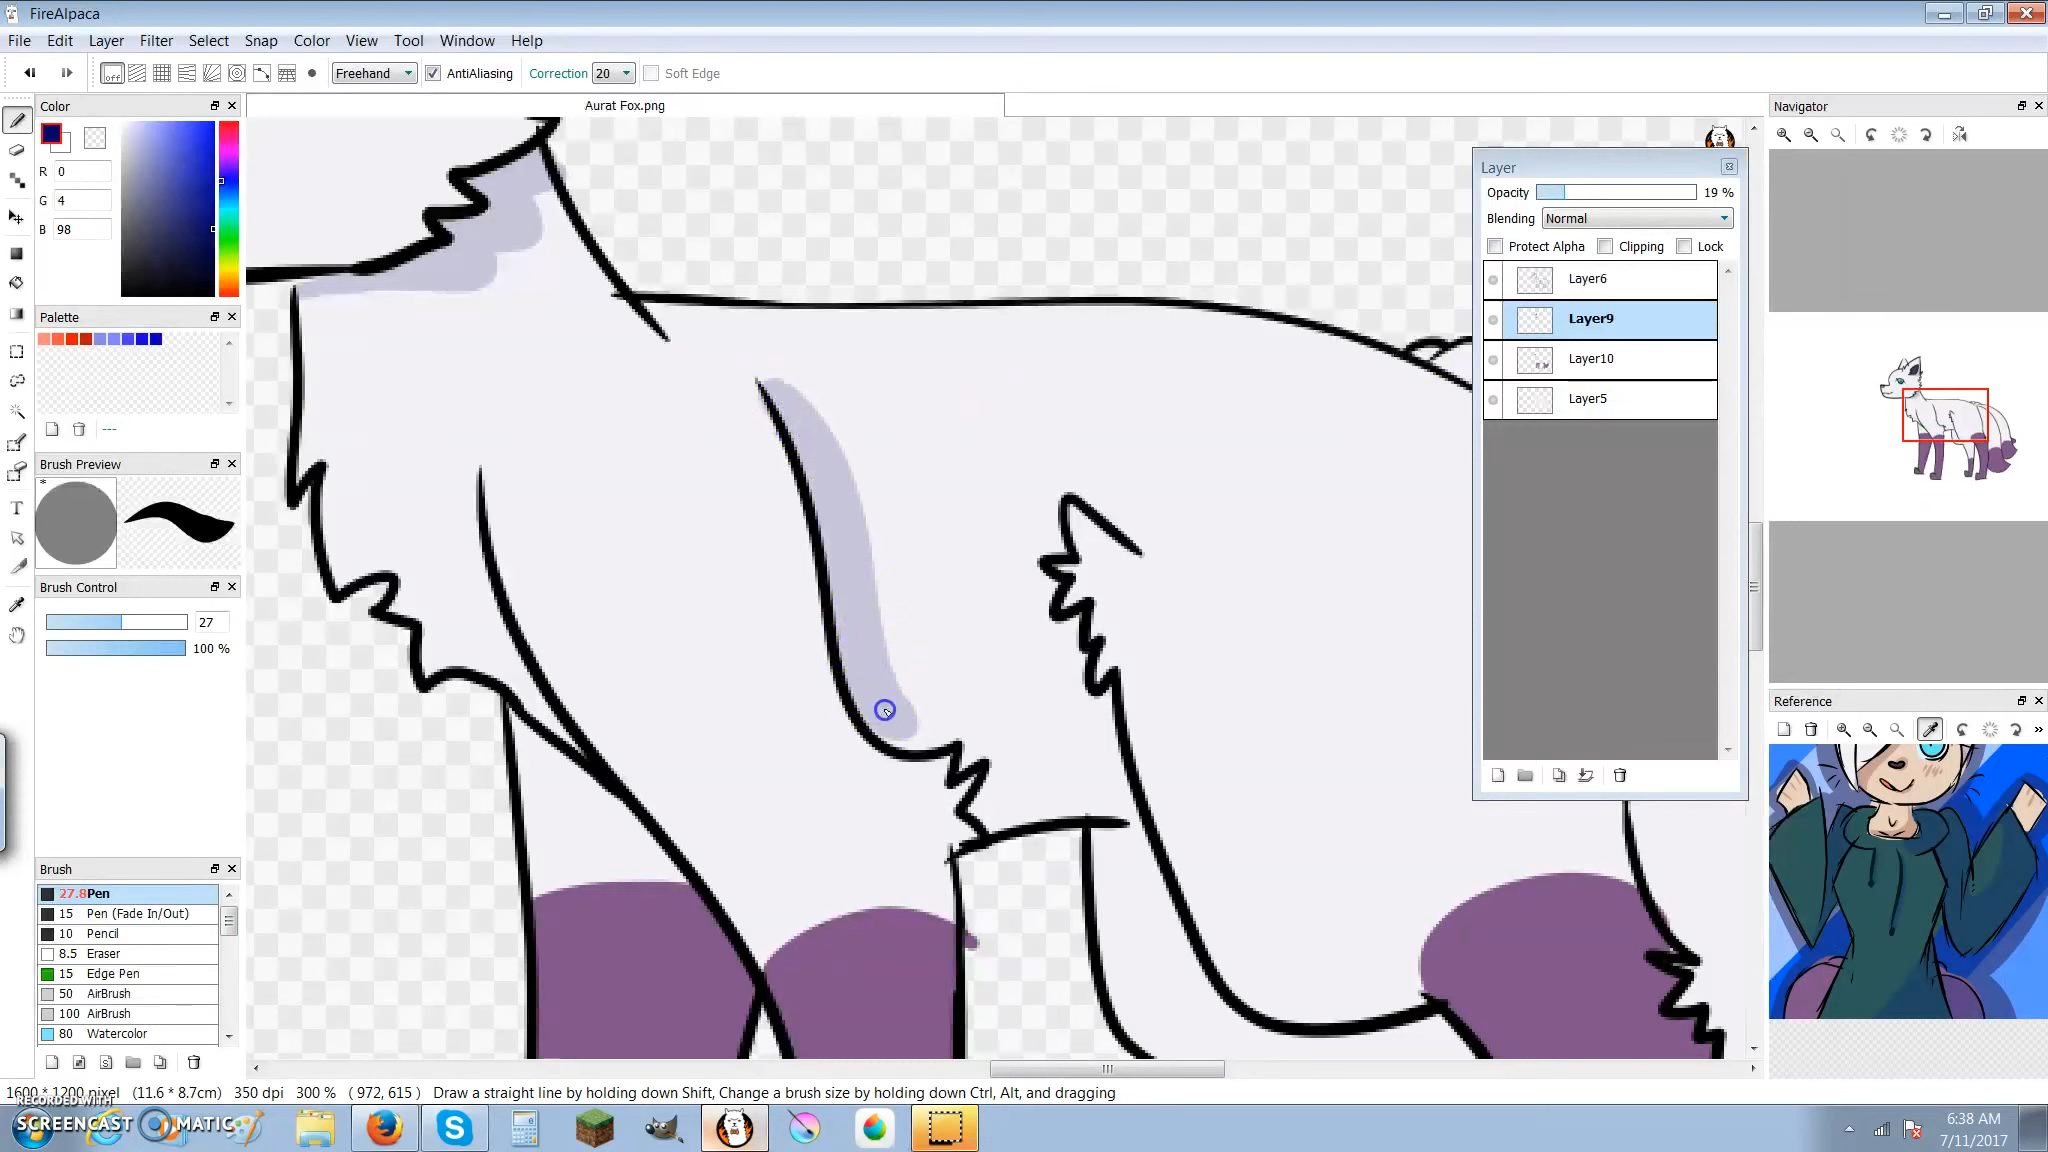 FireAlpaca
File Edit Layer Filter Select Snap Color View Tool Window Help
off Freehand AntiAliasing Correction 20 Soft Edge
Color
Aurat Fox.png
Navigator
R 0
G 4
B 98
Layer
Opacity 19 %
Blending Normal
Protect Alpha Clipping Lock
Layer6
Layer9
Layer10
Layer5
Palette
---
Brush Preview
*
Brush Control
27
100 %
Reference
»
Brush
27.8 Pen
15 Pen (Fade In/Out)
10 Pencil
8.5 Eraser
15 Edge Pen
50 AirBrush
100 AirBrush
80 Watercolor
1600 * 1200 pixel (11.6 * 8.7cm) 350 dpi 300 % ( 972, 615 ) Draw a straight line by holding down Shift, Change a brush size by holding down Ctrl, Alt, and dragging
RECORDED WITH
SCREENCAST MATIC
6:38 AM
7/11/2017